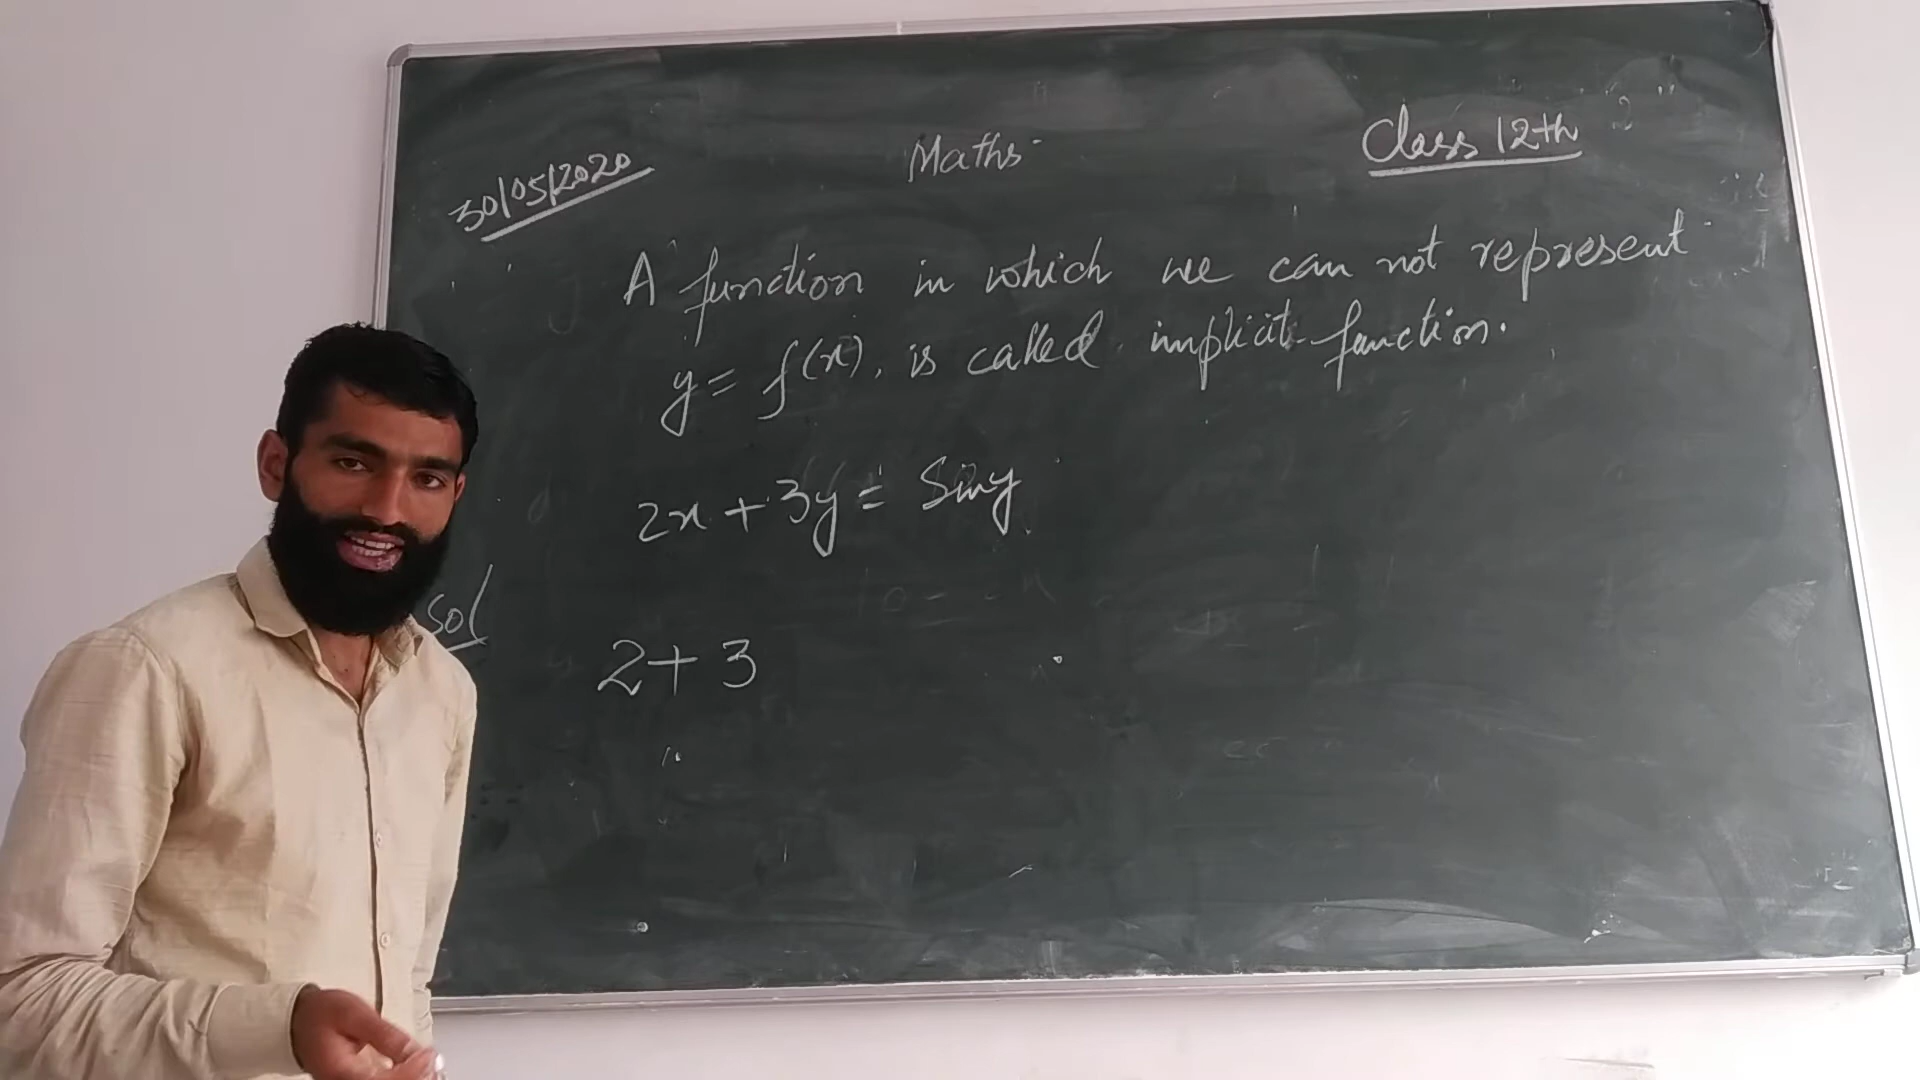 30/05/2020 Maths Class 12th
A function in which we can not represent
y = f(x), is called implicit function.
2x + 3y = Siny
Sol 2 + 3